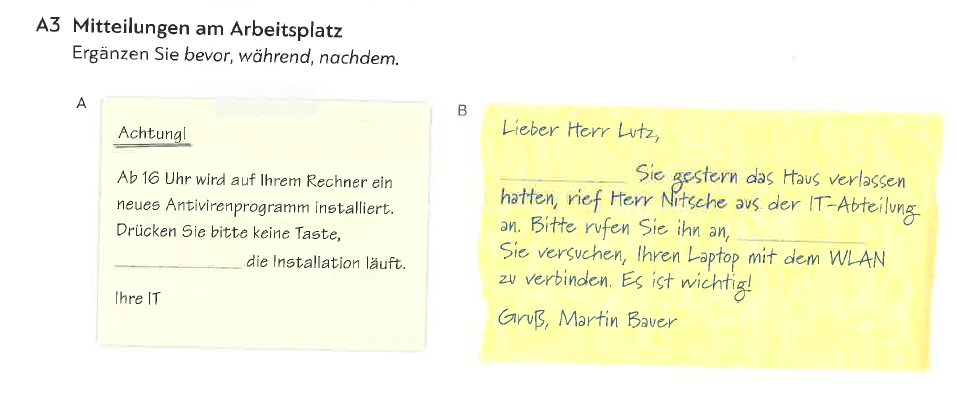 A3 Mitteilungen am Arbeitsplatz
Ergänzen Sie bevor, während, nachdem.
A
Achtung!
Ab 16 Uhr wird auf Ihrem Rechner ein
neues Antivirenprogramm installiert.
Drücken Sie bitte keine Taste,
____________ die Installation läuft.
Ihre IT
B
Lieber Herr Lutz,
____________ Sie gestern das Haus verlassen
hatten, rief Herr Nitsche aus der IT-Abteilung
an. Bitte rufen Sie ihn an, ____________
Sie versuchen, Ihren Laptop mit dem WLAN
zu verbinden. Es ist wichtig!
Gruß, Martin Bauer